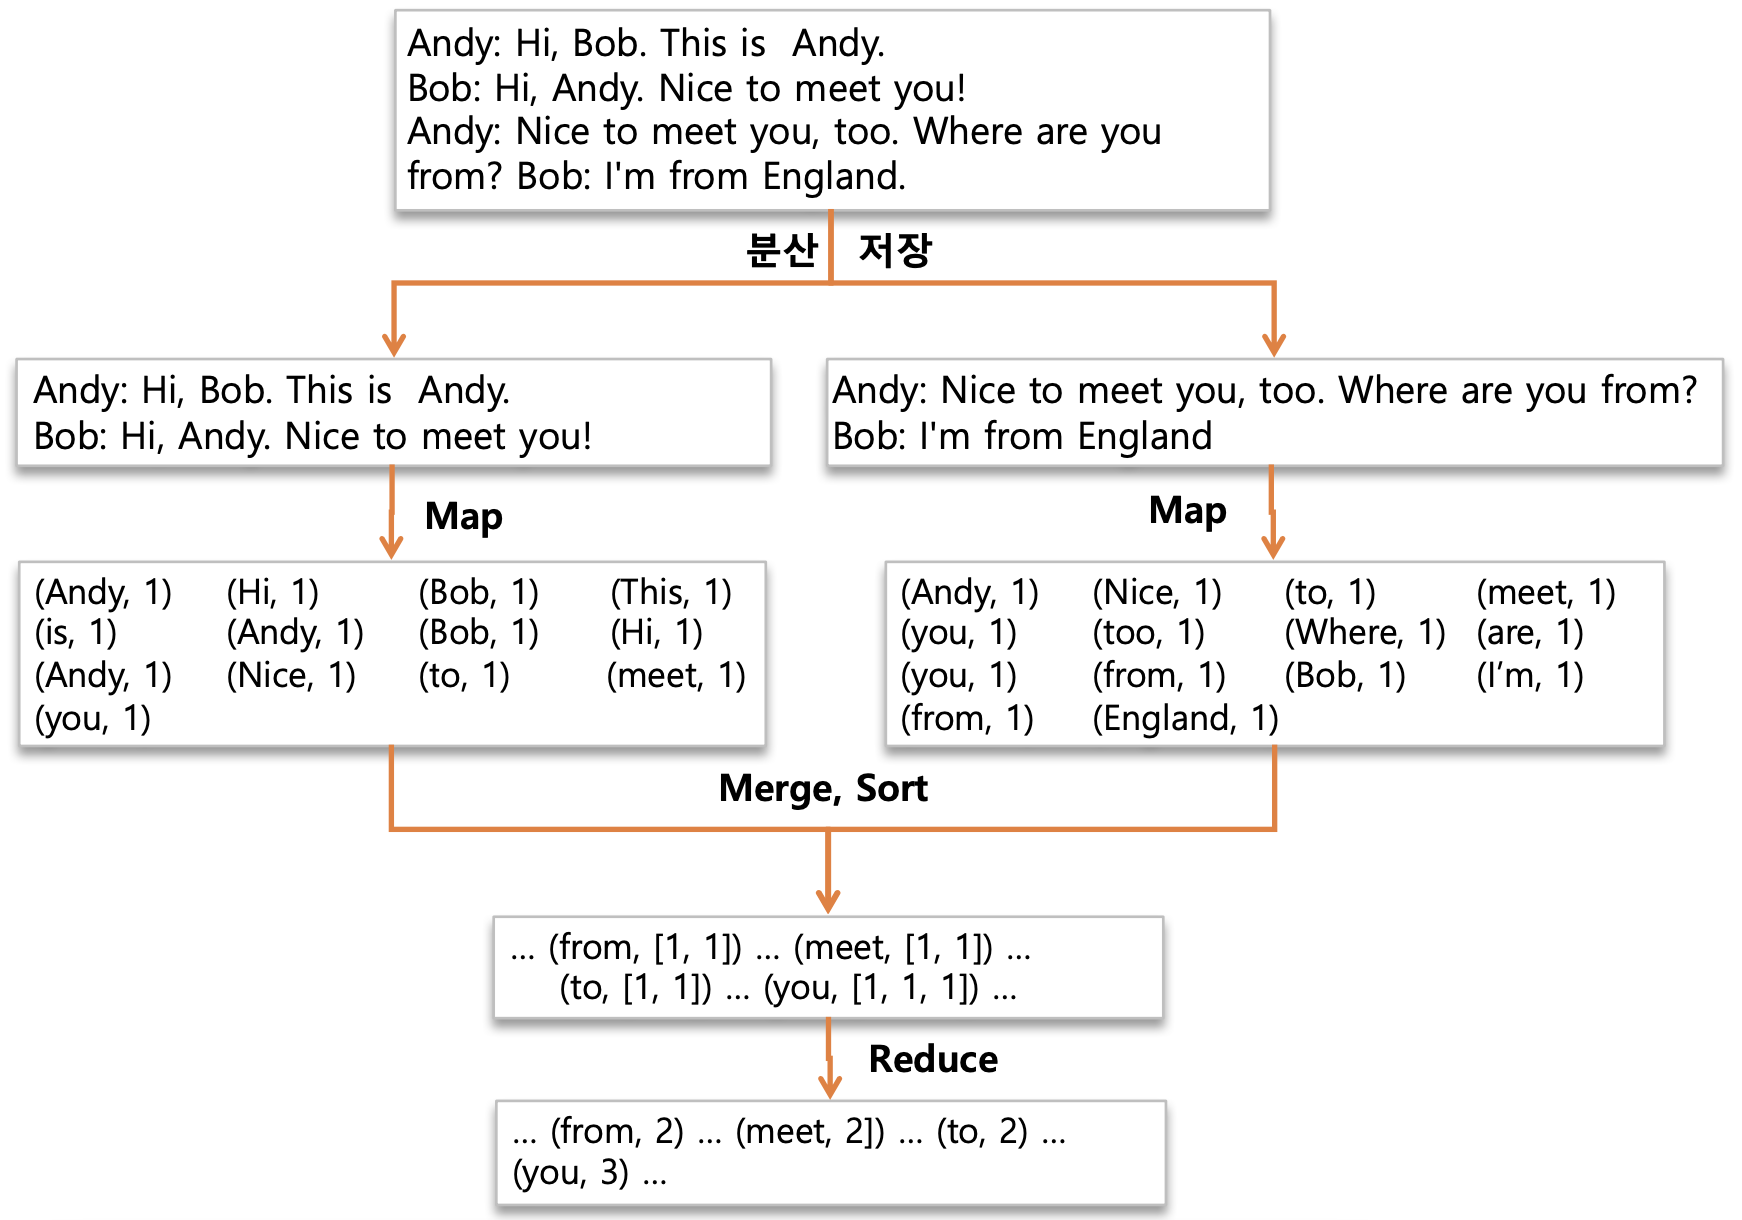 Andy: Hi, Bob. This is  Andy.
Bob: Hi, Andy. Nice to meet you!
Andy: Nice to meet you, too. Where are you
from? Bob: I'm from England.
분산 저장
Andy: Hi, Bob. This is  Andy.
Bob: Hi, Andy. Nice to meet you!
Andy: Nice to meet you, too. Where are you from?
Bob: I'm from England
Map
Map
(Andy, 1) (Hi, 1) (Bob, 1) (This, 1)
(is, 1) (Andy, 1) (Bob, 1) (Hi, 1)
(Andy, 1) (Nice, 1) (to, 1) (meet, 1)
(you, 1)
(Andy, 1) (Nice, 1) (to, 1) (meet, 1)
(you, 1) (too, 1) (Where, 1) (are, 1)
(you, 1) (from, 1) (Bob, 1) (I’m, 1)
(from, 1) (England, 1)
Merge, Sort
... (from, [1, 1]) ... (meet, [1, 1]) ...
(to, [1, 1]) ... (you, [1, 1, 1]) ...
Reduce
... (from, 2) ... (meet, 2]) ... (to, 2) ...
(you, 3) ...